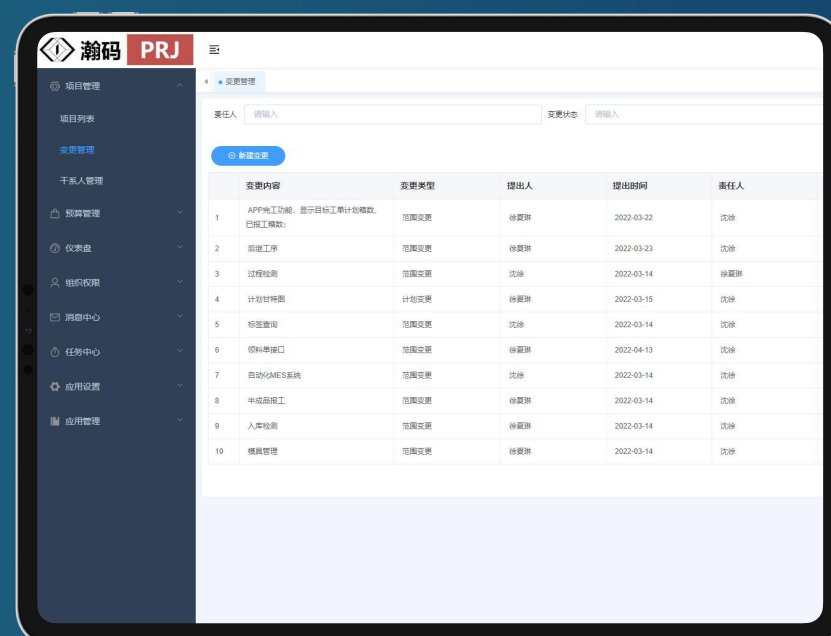 瀚码 PRJ
项目管理
项目列表
变更管理
干系人管理
预算管理
仪表盘
组织权限
消息中心
任务中心
应用设置
应用管理
变更管理
责任人 请输入 变更状态 请输入
新建变更
变更内容 变更类型 提出人 提出时间 责任人
1 APP完工功能，显示目标工单计划箱数，已报工箱数； 范围变更 徐夏琳 2022-03-22 沈徐
2 后继工序 范围变更 徐夏琳 2022-03-23 沈徐
3 过程检测 范围变更 沈徐 2022-03-14 徐夏琳
4 计划甘特图 计划变更 徐夏琳 2022-03-15 沈徐
5 标签查询 范围变更 沈徐 2022-03-14 沈徐
6 领料单接口 范围变更 徐夏琳 2022-04-13 沈徐
7 自动化MES系统 范围变更 沈徐 2022-03-14 沈徐
8 半成品报工 范围变更 徐夏琳 2022-03-14 沈徐
9 入库检测 范围变更 徐夏琳 2022-03-14 沈徐
10 模具管理 范围变更 徐夏琳 2022-03-14 沈徐